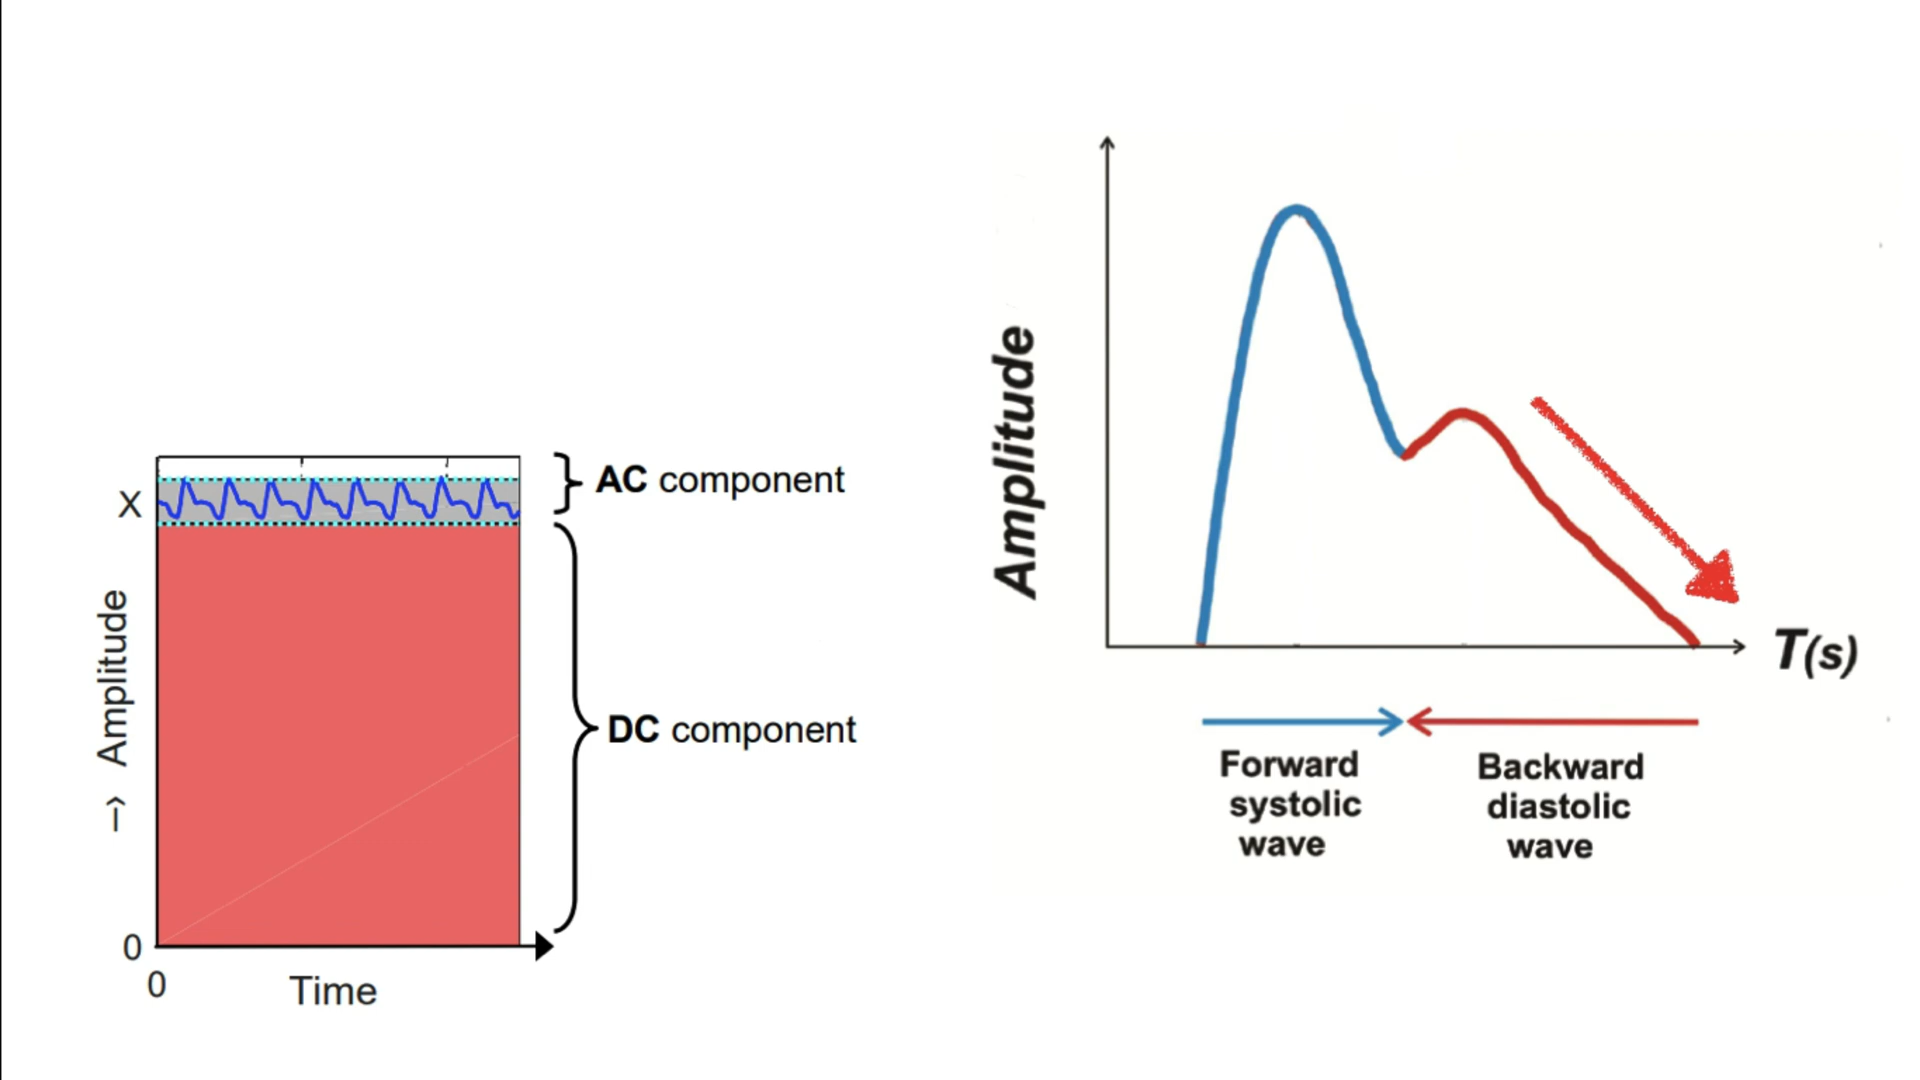 AC component
X
Amplitude
DC component
0
0
Time
Amplitude
T(s)
Forward
systolic
wave
Backward
diastolic
wave